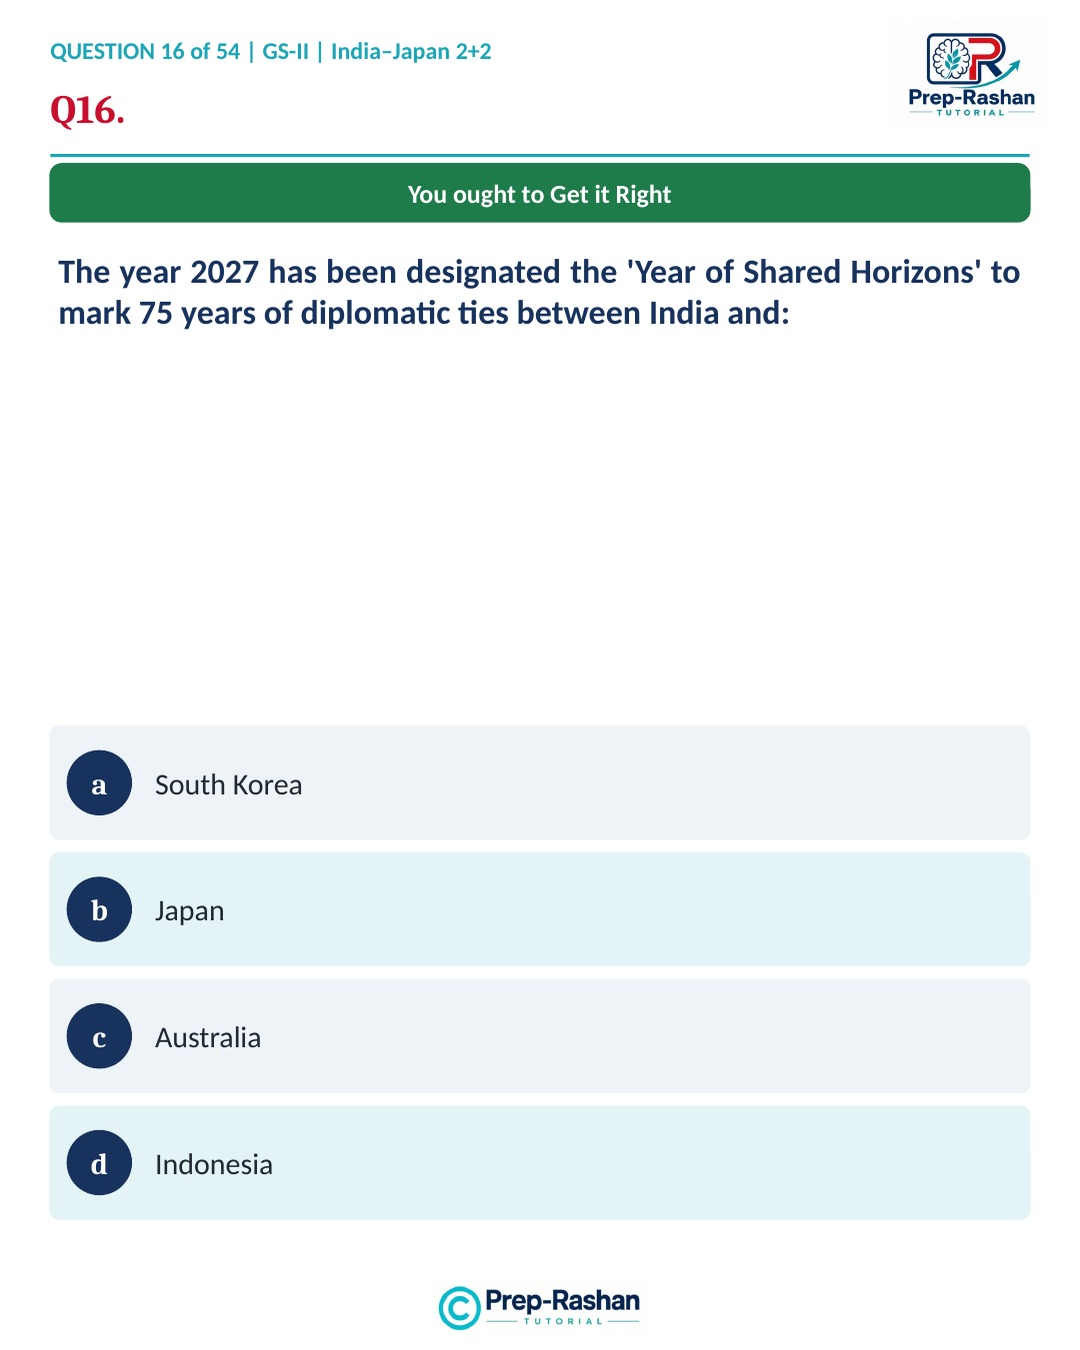 QUESTION 16 of 54 | GS-II | India–Japan 2+2
Prep-Rashan
TUTORIAL
Q16.
You ought to Get it Right
The year 2027 has been designated the 'Year of Shared Horizons' to
mark 75 years of diplomatic ties between India and:
a South Korea
b Japan
c Australia
d Indonesia
© Prep-Rashan
TUTORIAL